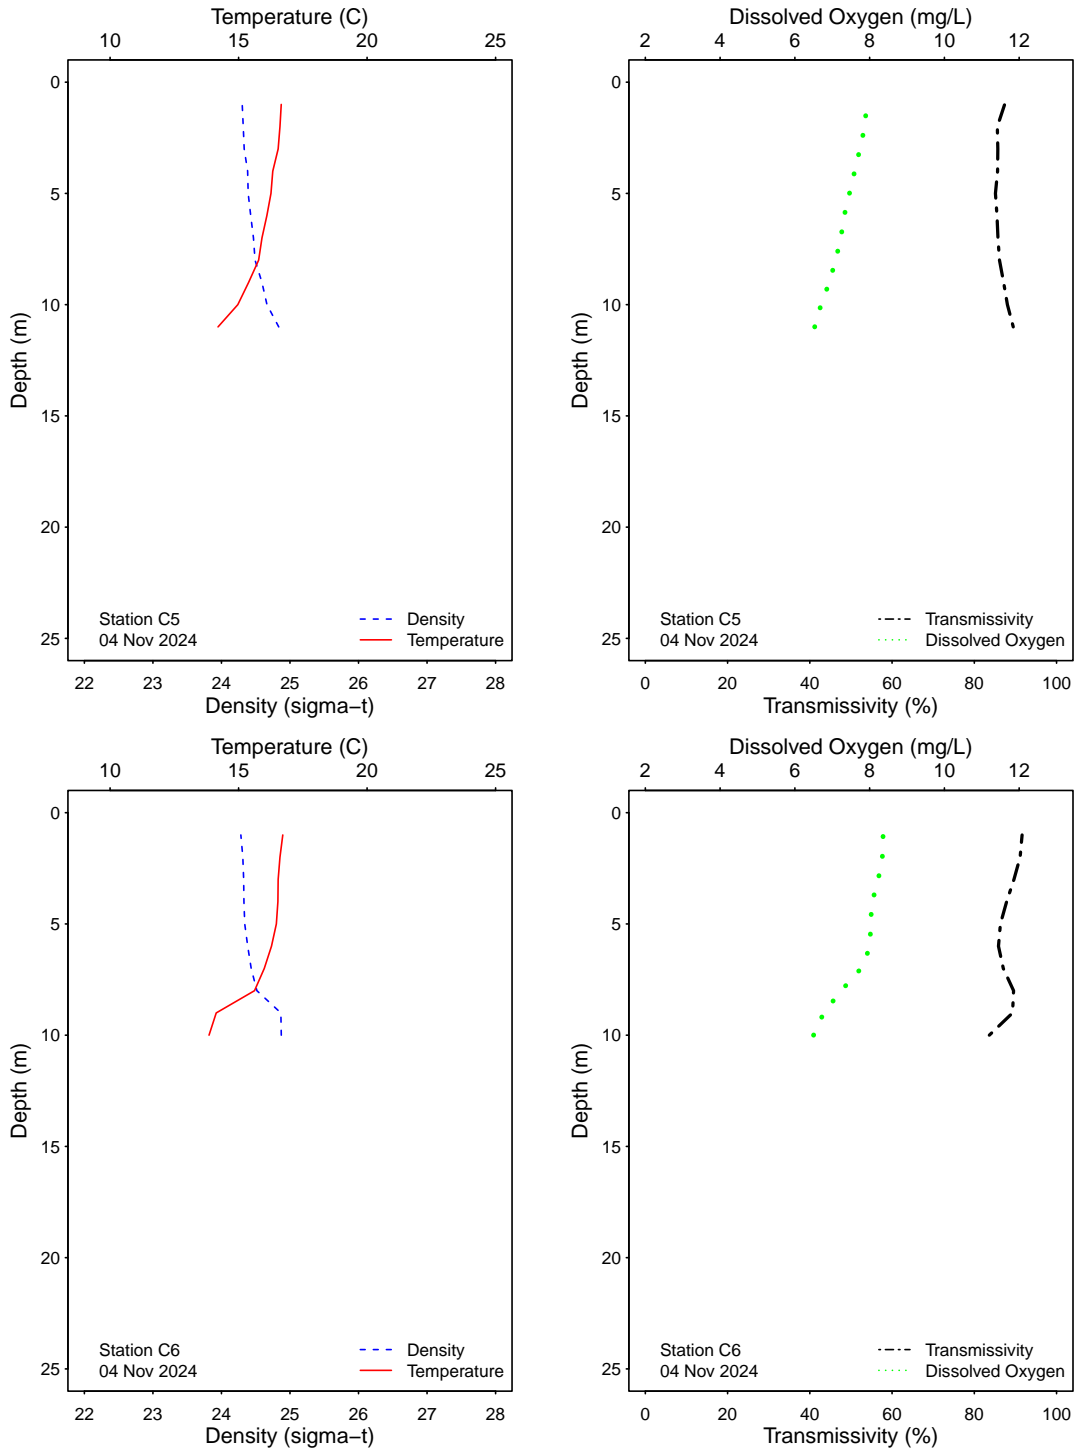 Temperature (C)
10 15 20 25
0
5
10
15
20
25
Depth (m)
Station C5
04 Nov 2024
Density
Temperature
22 23 24 25 26 27 28
Density (sigma−t)
Dissolved Oxygen (mg/L)
2 4 6 8 10 12
0
5
10
15
20
25
Depth (m)
Station C5
04 Nov 2024
Transmissivity
Dissolved Oxygen
0 20 40 60 80 100
Transmissivity (%)
Temperature (C)
10 15 20 25
0
5
10
15
20
25
Depth (m)
Station C6
04 Nov 2024
Density
Temperature
22 23 24 25 26 27 28
Density (sigma−t)
Dissolved Oxygen (mg/L)
2 4 6 8 10 12
0
5
10
15
20
25
Depth (m)
Station C6
04 Nov 2024
Transmissivity
Dissolved Oxygen
0 20 40 60 80 100
Transmissivity (%)